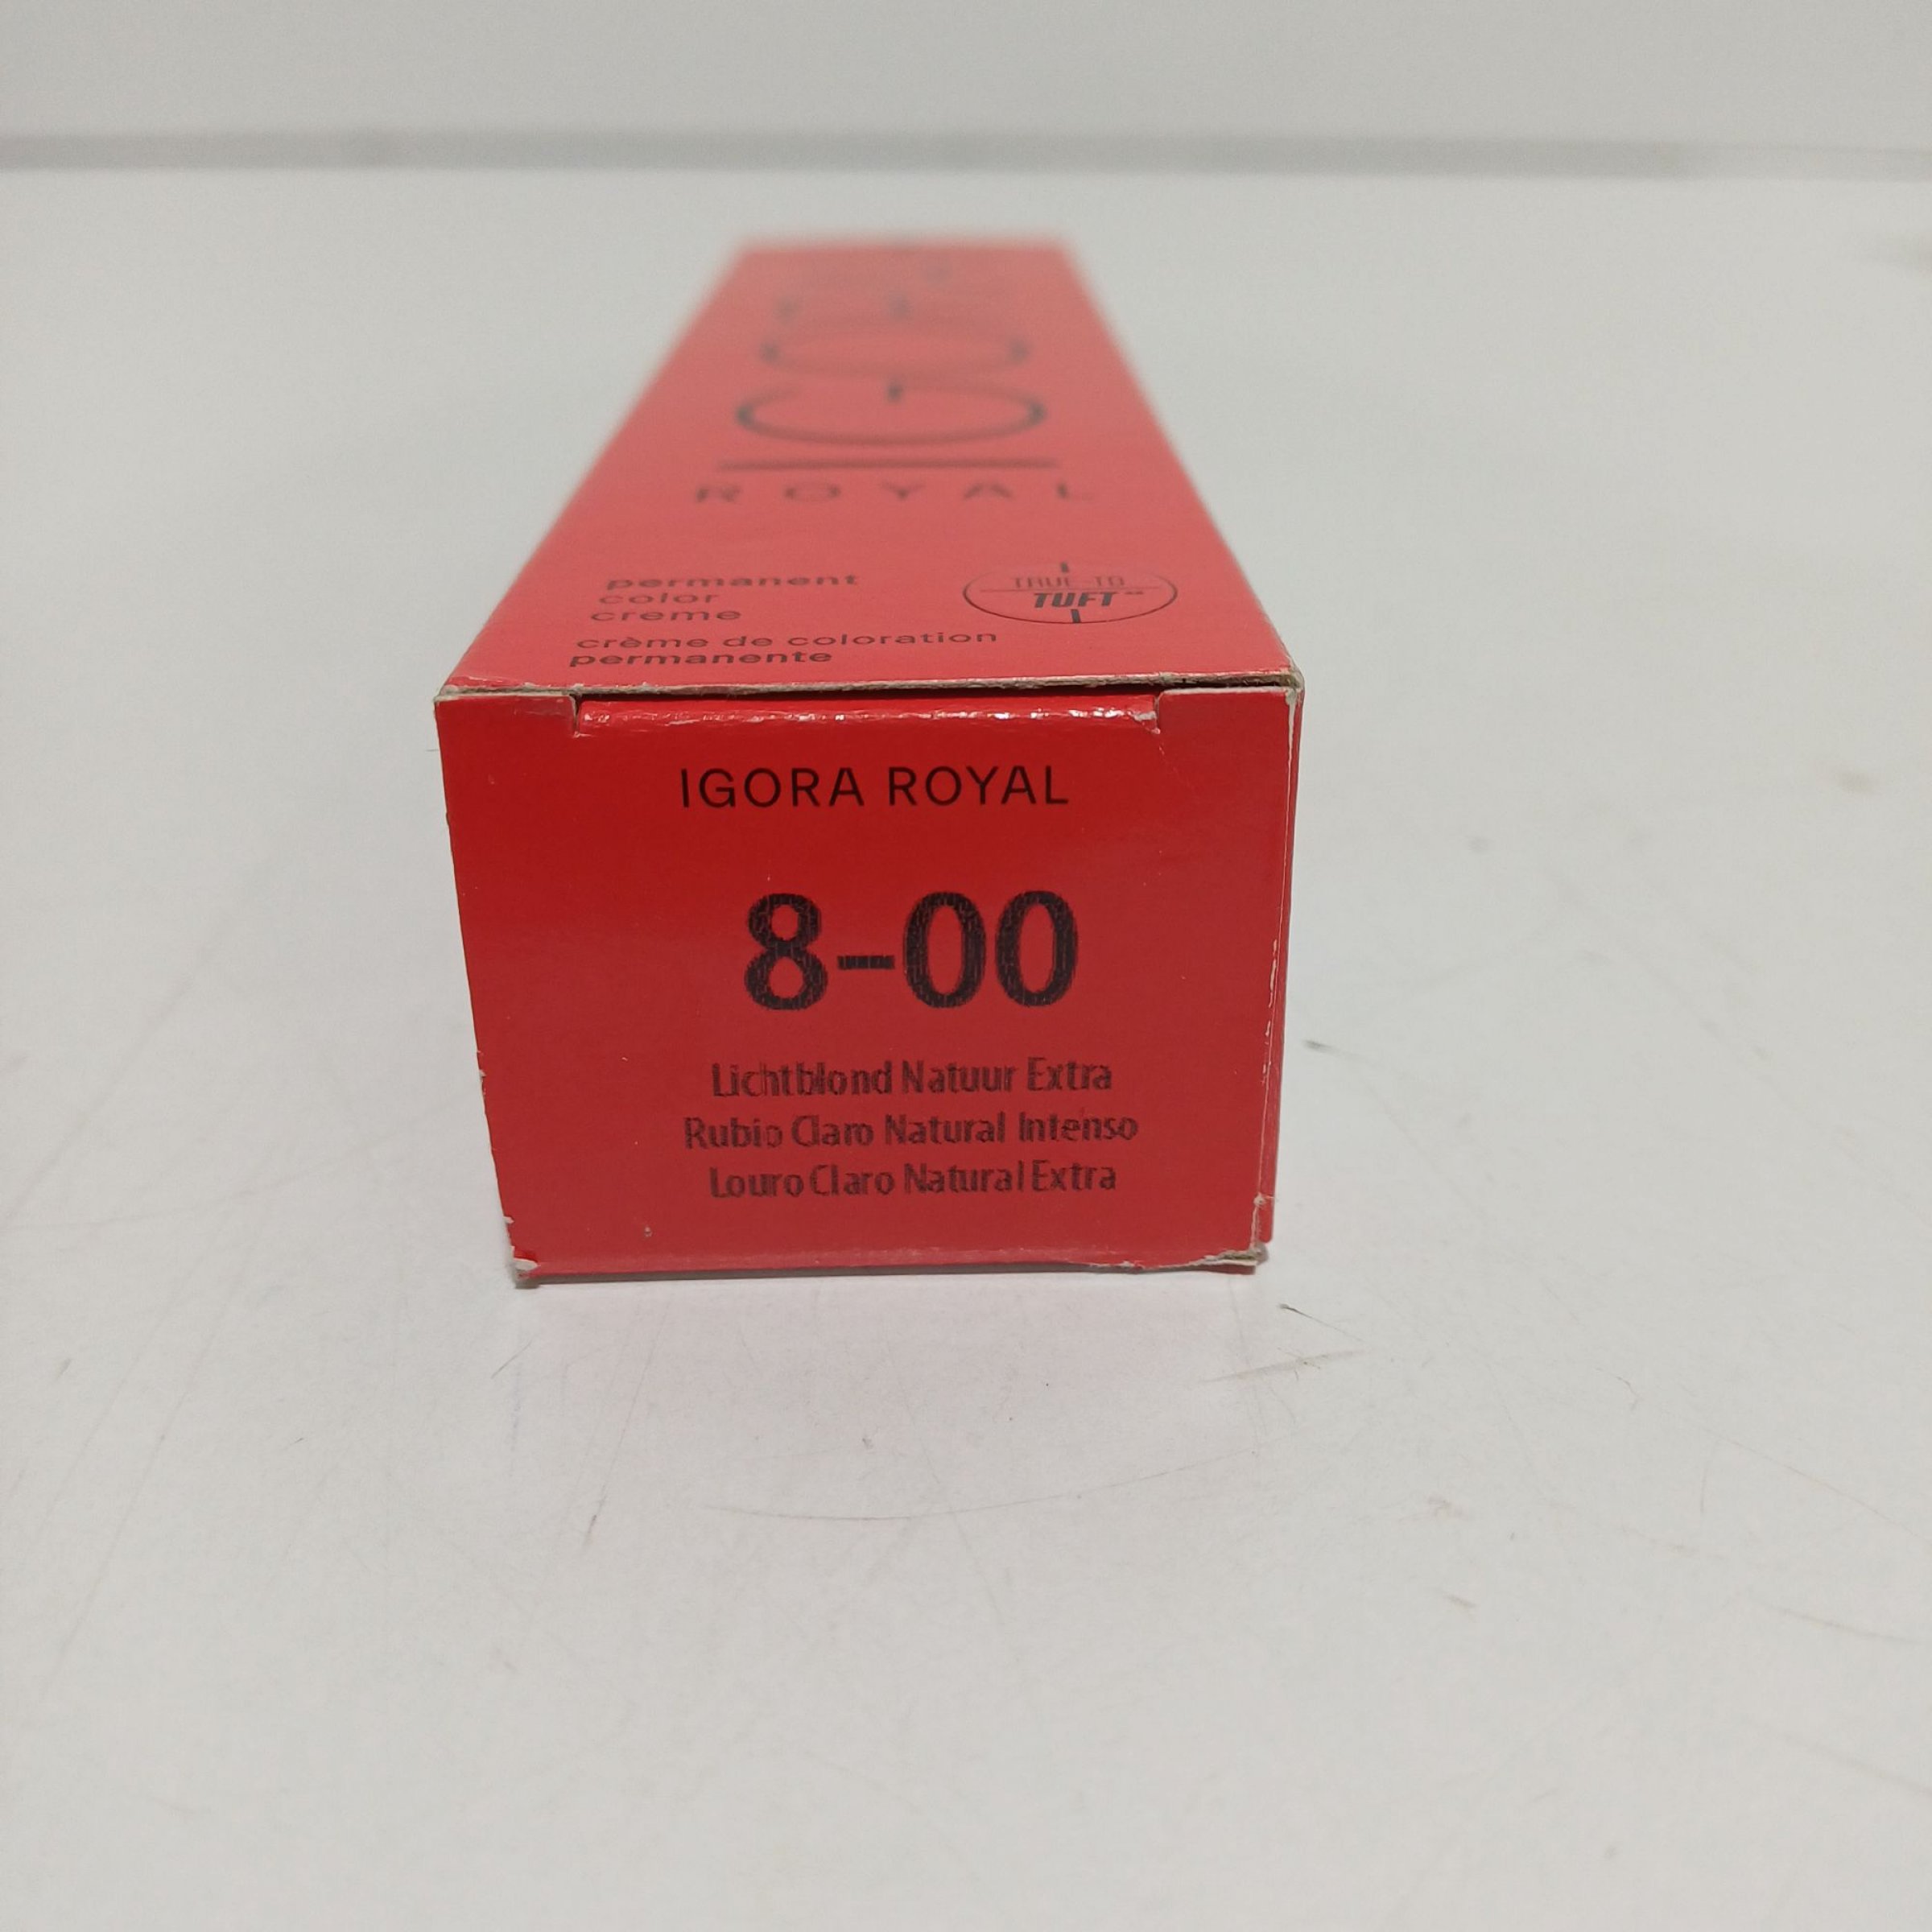 ROYAL
permanent
color
creme
crème de coloration
permanente
TRUE-TO
TUFT
IGORA ROYAL
8-00
Lichtblond Natuur Extra
Rubio Claro Natural Intenso
Louro Claro Natural Extra